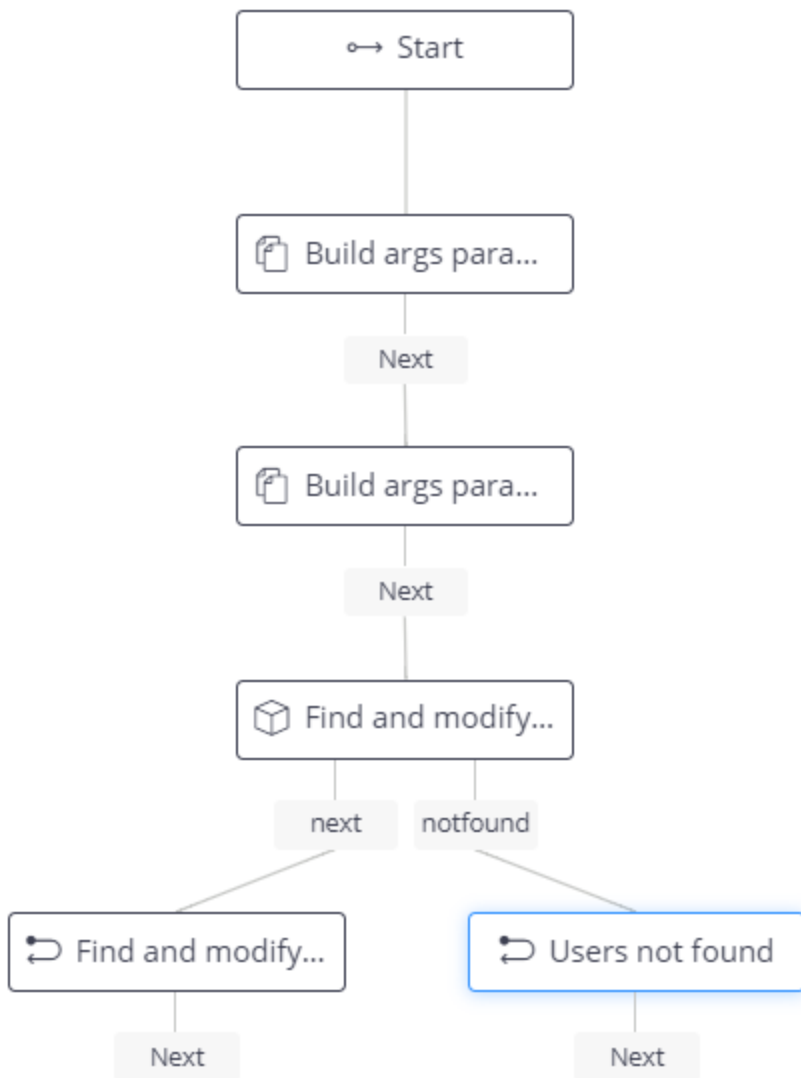 Start
Build args para...
Next
Build args para...
Next
Find and modify...
next
notfound
Find and modify...
Users not found
Next
Next